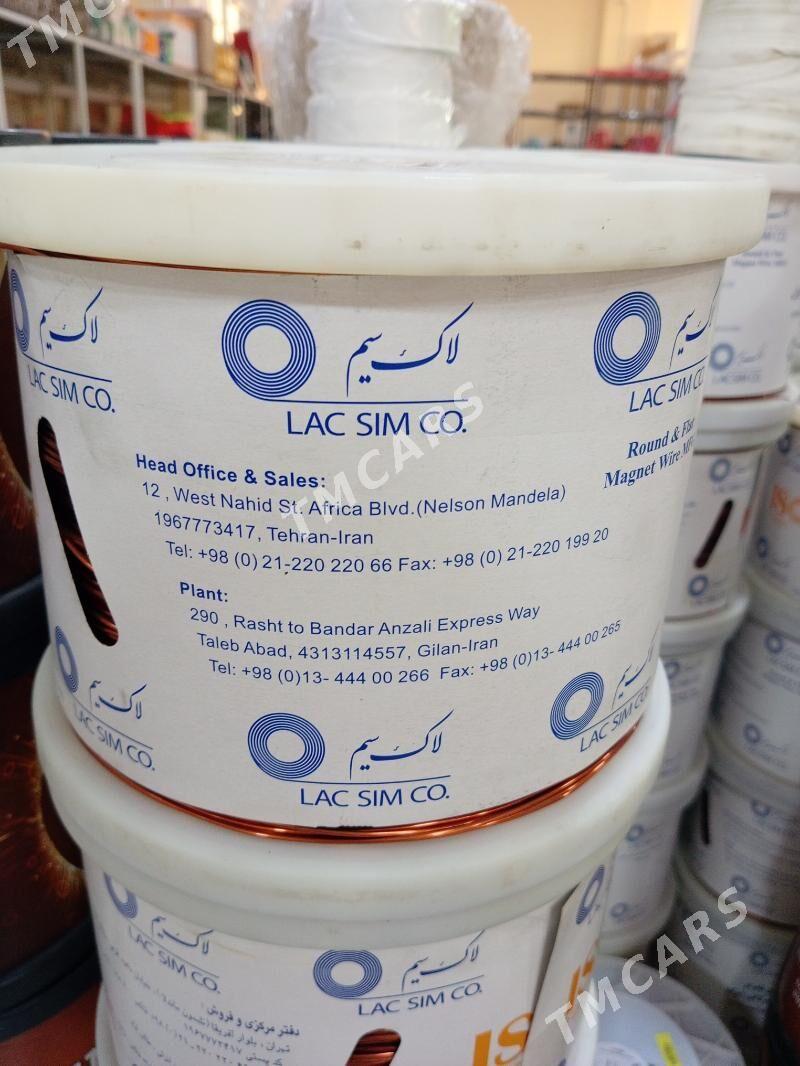 لاک سیم
LAC SIM CO.
لاک سیم
LAC SIM CO.
لاک سیم
LAC SIM CO.
Round & Flat
Magnet Wire
Head Office & Sales:
12 , West Nahid St. Africa Blvd.(Nelson Mandela)
1967773417, Tehran-Iran
Tel: +98 (0) 21-220 220 66 Fax: +98 (0) 21-220 199 20
Plant:
290 , Rasht to Bandar Anzali Express Way
Taleb Abad, 4313114557, Gilan-Iran
Tel: +98 (0)13- 444 00 266 Fax: +98 (0)13- 444 00 265
لاک سیم
LAC SIM CO.
لاک سیم
LAC SIM CO.
لاک سیم
LAC SIM CO.
لاک سیم
LAC SIM CO.
لاک سیم
LAC SIM CO.
دفتر مرکزی و فروش:
TMCARS
TMCARS
TMCARS
TMCARS